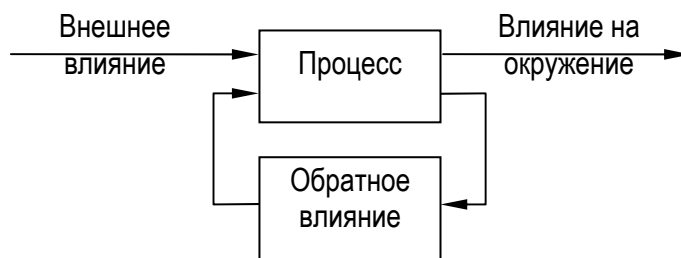 Внешнее
влияние
Процесс
Влияние на
окружение
Обратное
влияние